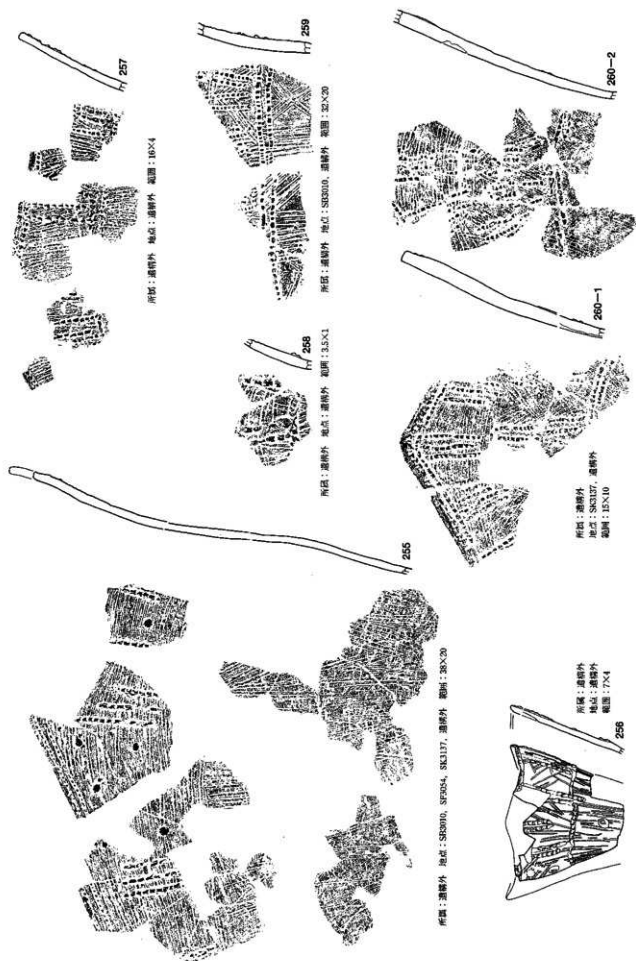 255
所属：遺構外　地点：SB3010, SF3054, SK3137, 遺構外　範囲：38×20
所属：遺構外
地点：遺構外
範囲：7×4
256
257
所属：遺構外　地点：遺構外　範囲：16×4
258
所属：遺構外　地点：遺構外　範囲：3.5×1
259
所属：遺構外　地点：SB3010, 遺構外　範囲：32×20
260-1
所属：遺構外
地点：SK3137, 遺構外
範囲：15×10
260-2